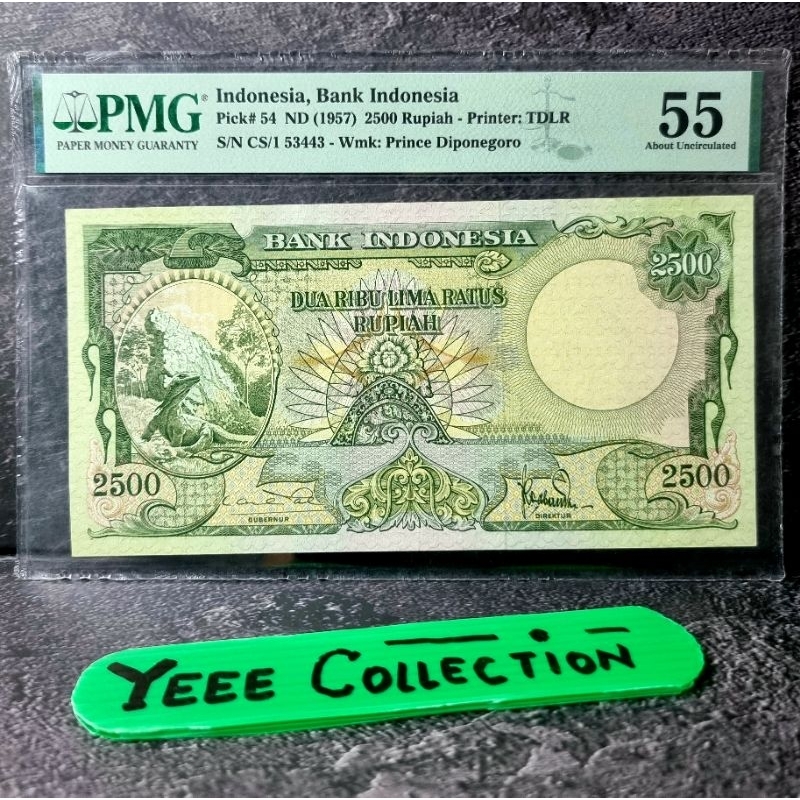 PMG
PAPER MONEY GUARANTY
Indonesia, Bank Indonesia
Pick# 54 ND (1957) 2500 Rupiah - Printer: TDLR
S/N CS/1 53443 - Wmk: Prince Diponegoro
55
About Uncirculated
BANK INDONESIA
2500
DUA RIBU LIMA RATUS
RUPIAH
2500
2500
GUBERNUR
DIREKTUR
YEEE COLLECTION